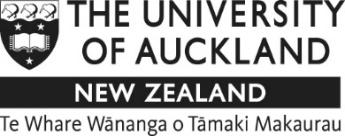 THE UNIVERSITY
OF AUCKLAND
NEW ZEALAND
Te Whare Wānanga o Tāmaki Makaurau